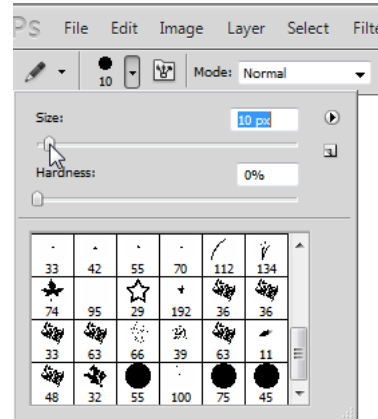 Ps File Edit Image Layer Select Filte
10 Mode: Normal
Size: 10 px
Hardness: 0%
33 42 55 70 112 134
74 95 29 192 36 36
33 63 66 39 63 11
48 32 55 100 75 45